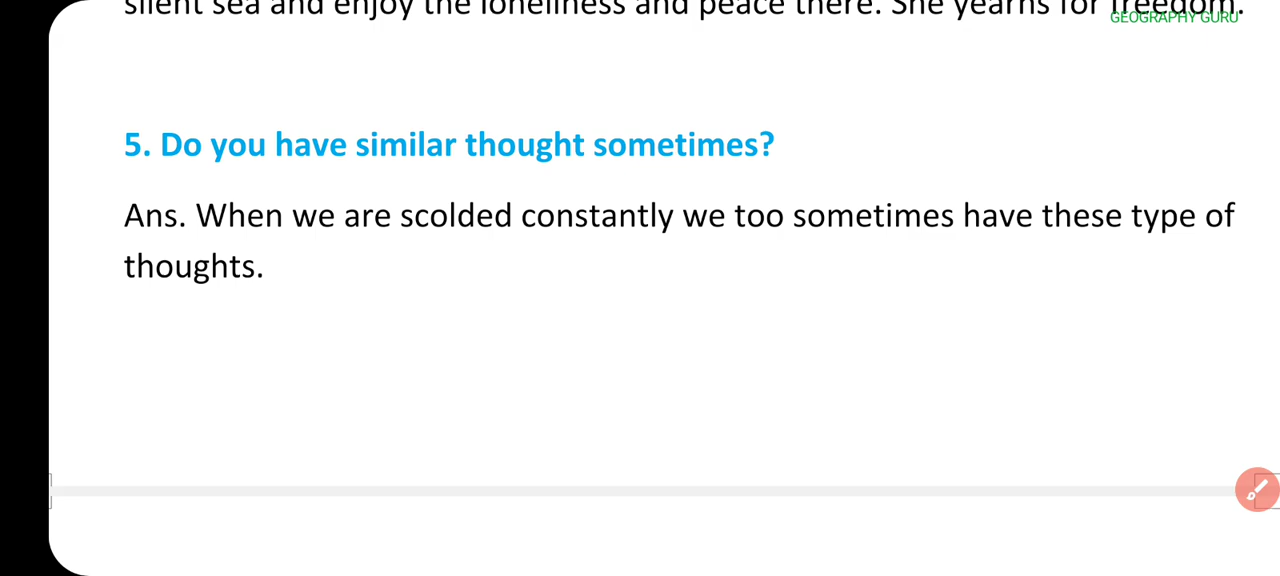 silent sea and enjoy the loneliness and peace there. She yearns for freedom.
GEOGRAPHY GURU
5. Do you have similar thought sometimes?
Ans. When we are scolded constantly we too sometimes have these type of
thoughts.